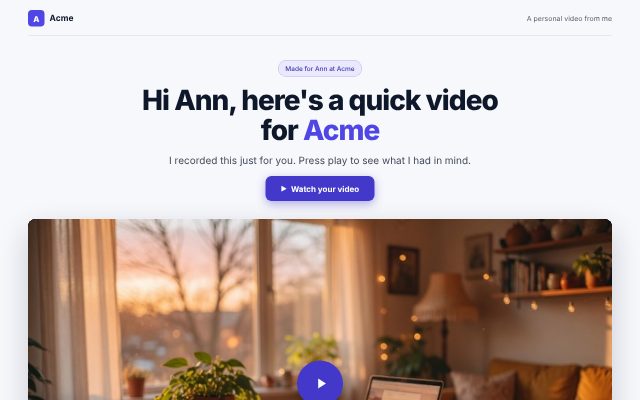 A Acme
A personal video from me
Made for Ann at Acme
Hi Ann, here's a quick video
for Acme
I recorded this just for you. Press play to see what I had in mind.
Watch your video